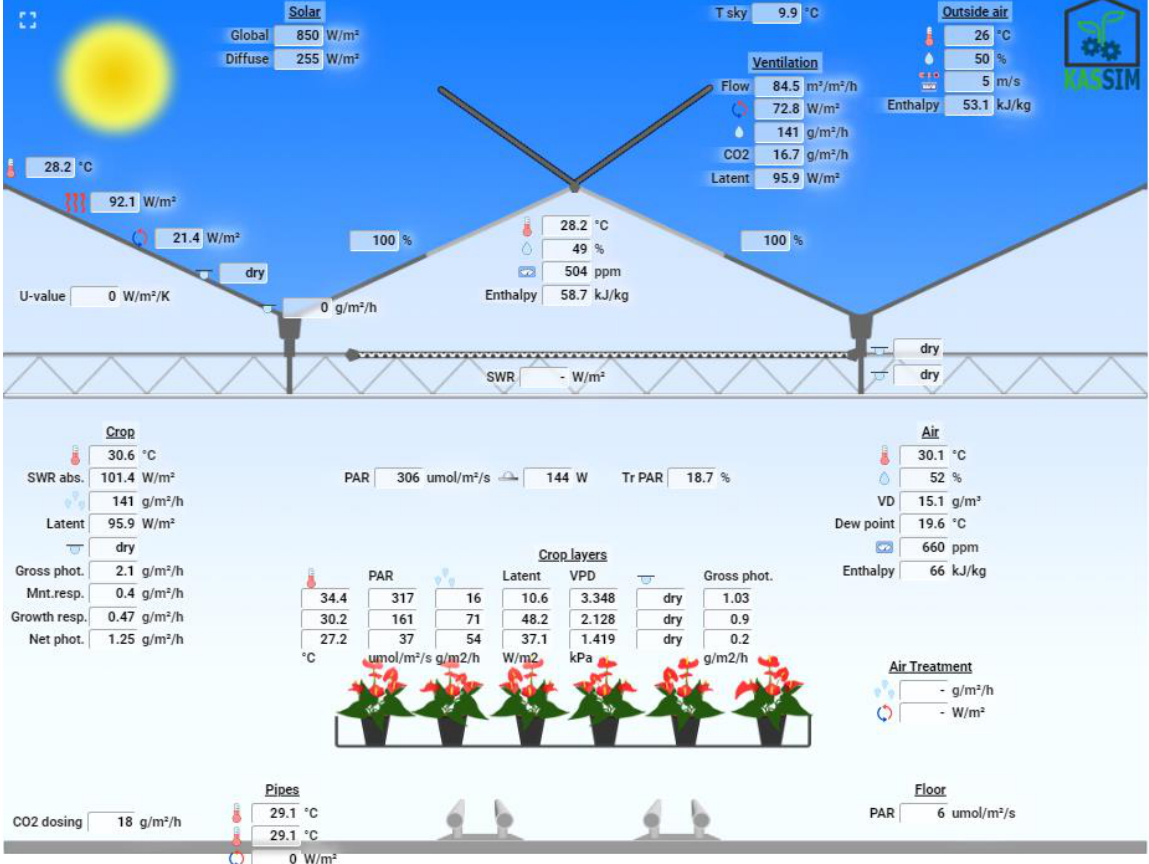 Solar
Global 850 W/m²
Diffuse 255 W/m²
T sky 9.9 °C
Outside air
26 °C
50 %
5 m/s
Enthalpy 53.1 kJ/kg
KASSIM
Ventilation
Flow 84.5 m³/m²/h
72.8 W/m²
141 g/m²/h
CO2 16.7 g/m²/h
Latent 95.9 W/m²
28.2 °C
92.1 W/m²
21.4 W/m²
dry
U-value 0 W/m²/K
0 g/m²/h
100 %
28.2 °C
49 %
504 ppm
Enthalpy 58.7 kJ/kg
100 %
dry
dry
SWR - W/m²
Crop
30.6 °C
SWR abs. 101.4 W/m²
141 g/m²/h
Latent 95.9 W/m²
dry
Gross phot. 2.1 g/m²/h
Mnt.resp. 0.4 g/m²/h
Growth resp. 0.47 g/m²/h
Net phot. 1.25 g/m²/h
PAR 306 umol/m²/s 144 W Tr PAR 18.7 %
Air
30.1 °C
52 %
VD 15.1 g/m³
Dew point 19.6 °C
660 ppm
Enthalpy 66 kJ/kg
Crop layers
PAR Latent VPD Gross phot.
34.4 317 16 10.6 3.348 dry 1.03
30.2 161 71 48.2 2.128 dry 0.9
27.2 37 54 37.1 1.419 dry 0.2
°C umol/m²/s g/m2/h W/m2 kPa g/m2/h
Air Treatment
- g/m²/h
- W/m²
CO2 dosing 18 g/m²/h
Pipes
29.1 °C
29.1 °C
0 W/m²
Floor
PAR 6 umol/m²/s